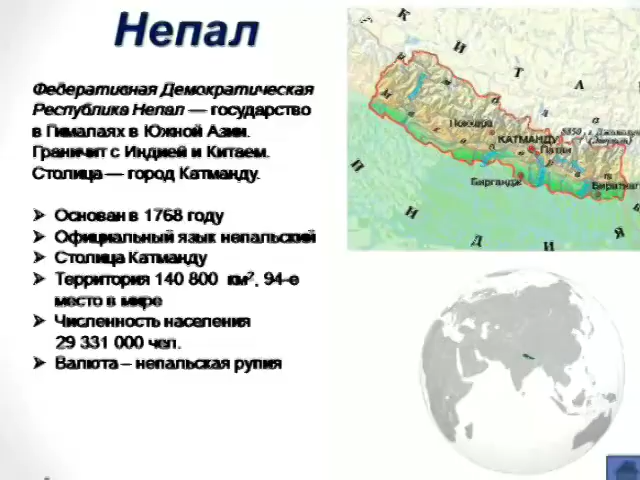 Непал
Федеративная Демократическая
Республика Непал — государство
в Гималаях в Южной Азии.
Граничит с Индией и Китаем.
Столица — город Катманду.
➢ Основан в 1768 году
➢ Официальный язык непальский
➢ Столица Катманду
➢ Территория 140 800 км², 94-е
место в мире
➢ Численность населения
29 331 000 чел.
➢ Валюта – непальская рупия
К И Т А Й
Покхара
КАТМАНДУ
Патан
8850
Биргандж
И Н Д И Я